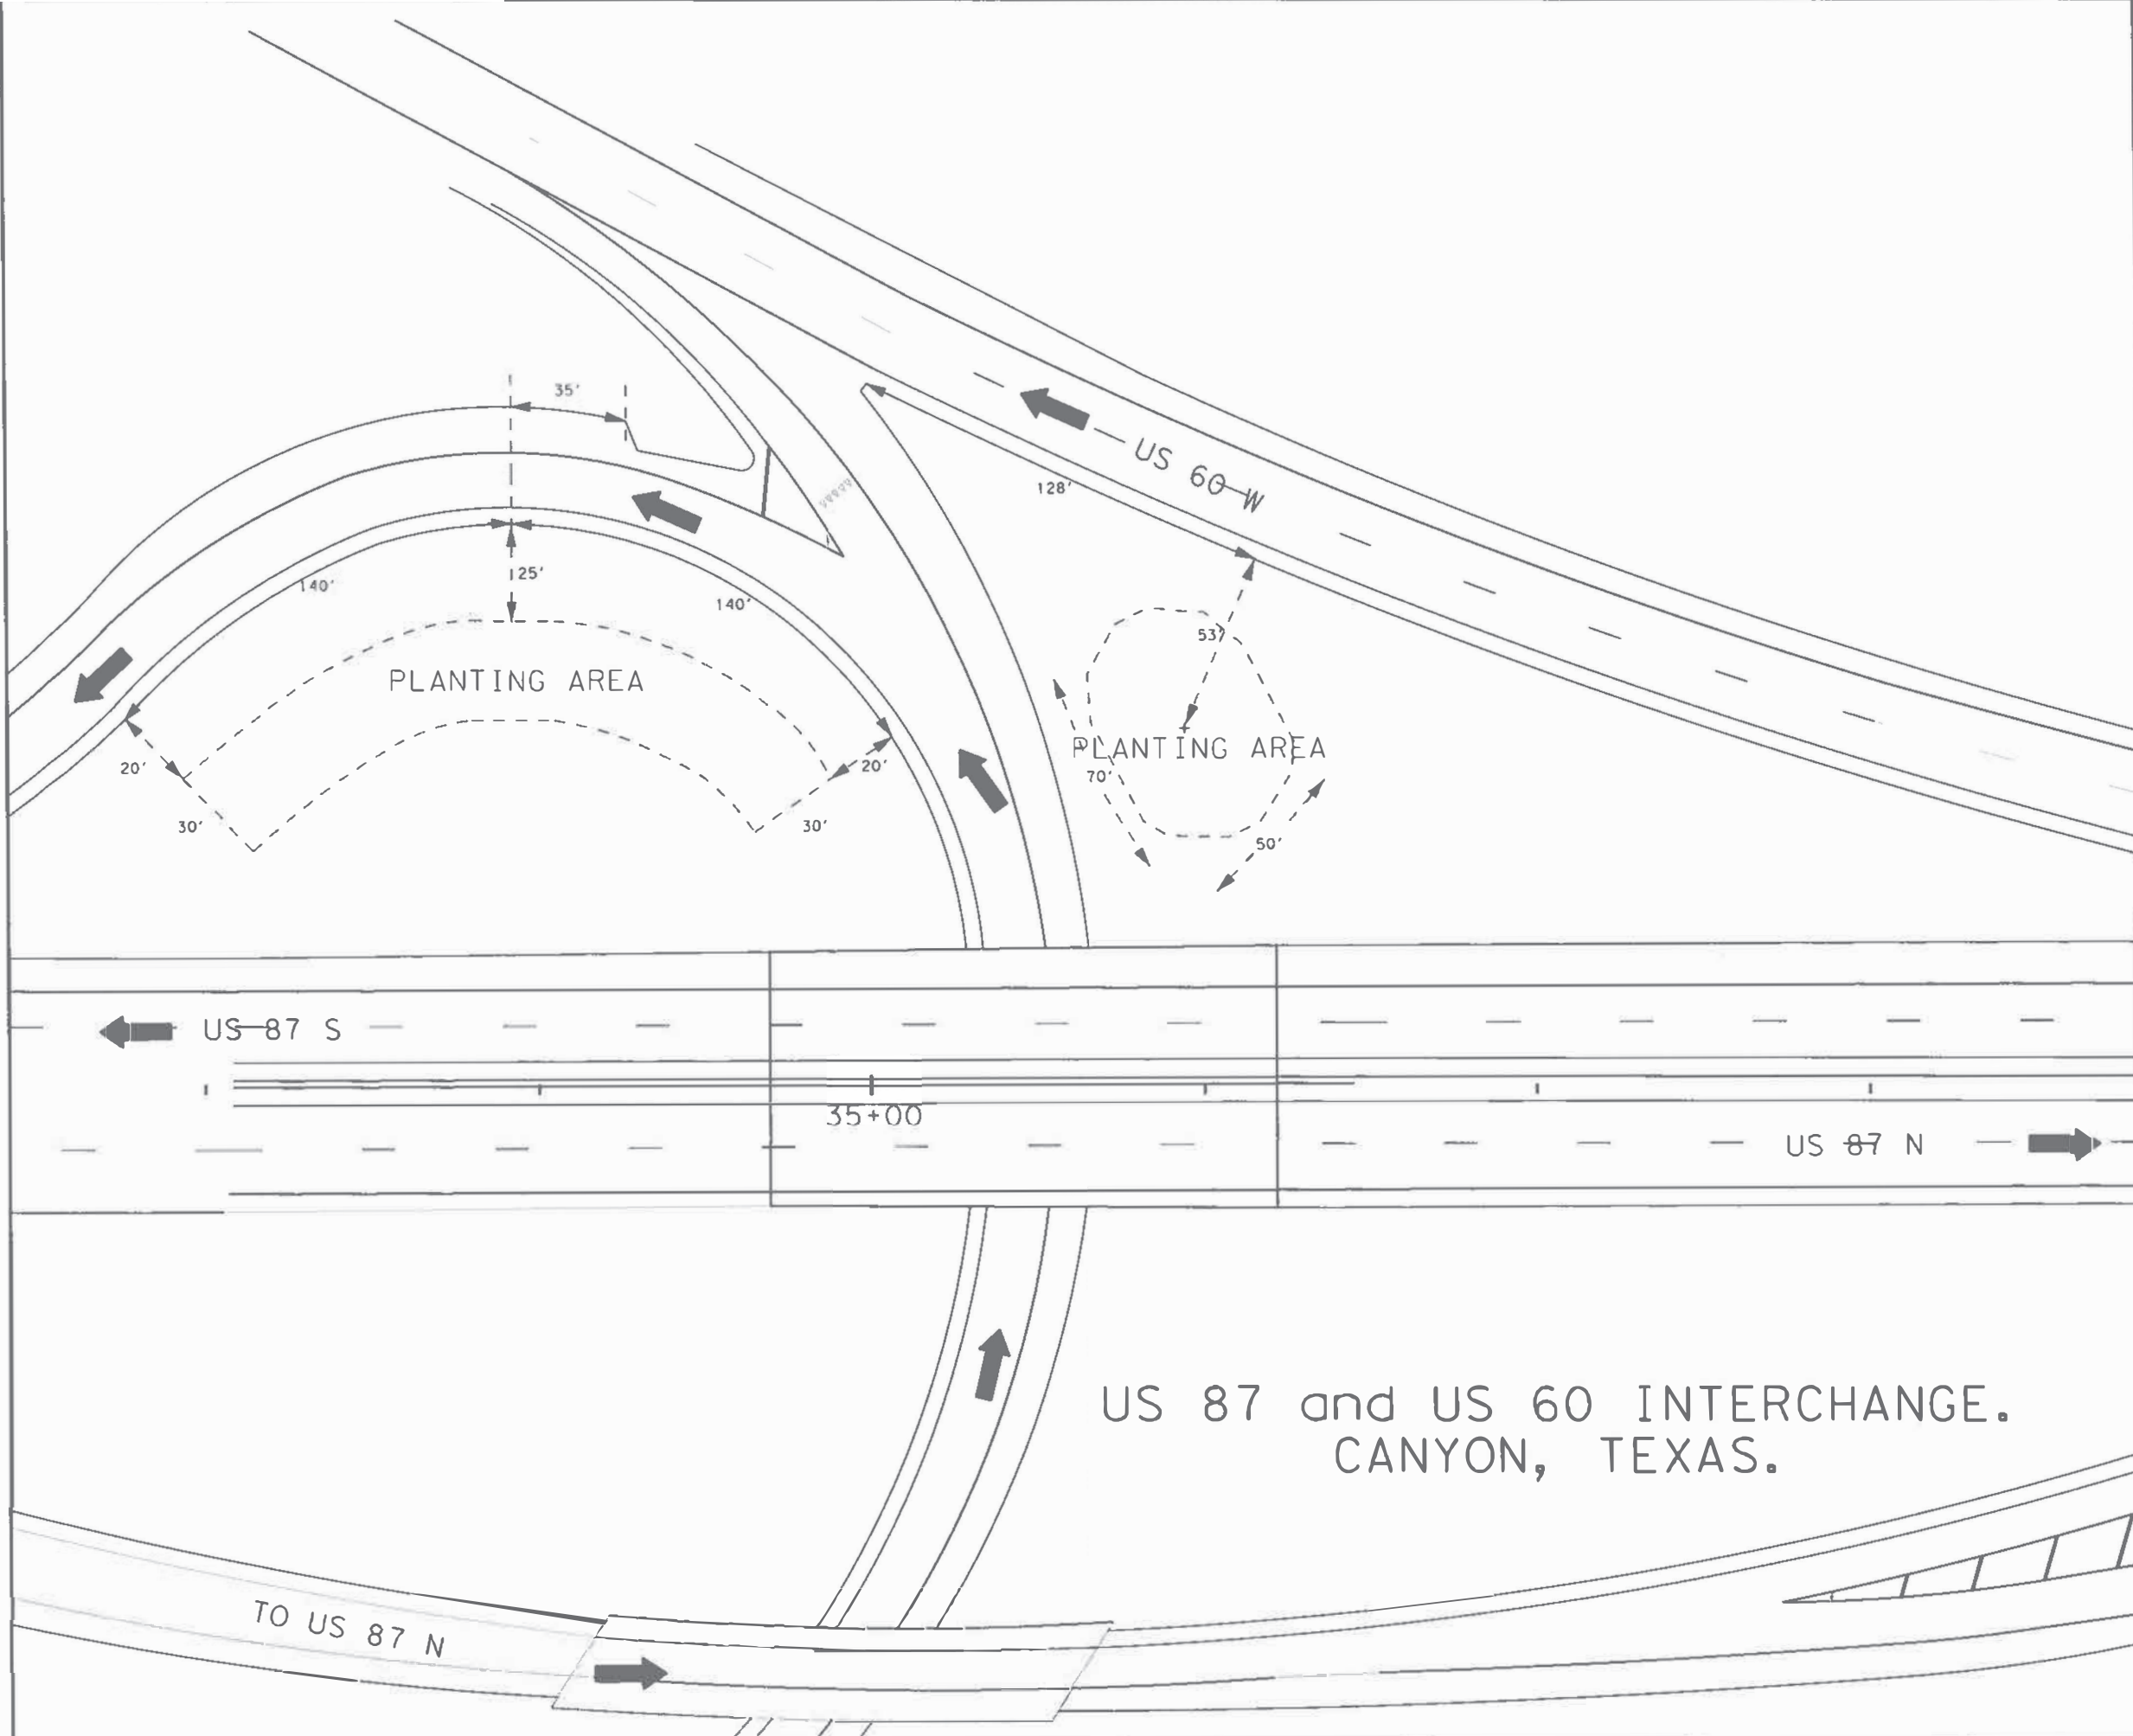 35'
US 60 W
128'
125'
140'
140'
53'
PLANTING AREA
PLANTING AREA
20'
20'
70'
30'
30'
50'
US 87 S
35+00
US 87 N
US 87 and US 60 INTERCHANGE.
CANYON, TEXAS.
TO US 87 N